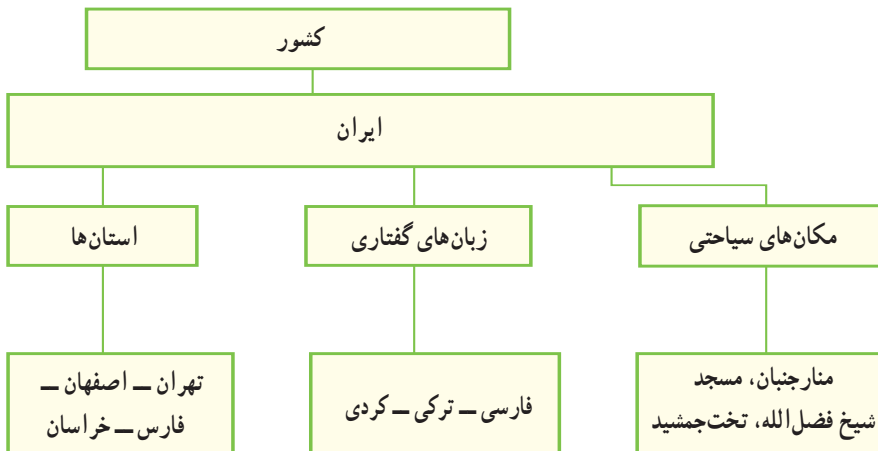 کشور
ایران
مکان‌های سیاحتی
زبان‌های گفتاری
استان‌ها
منارجنبان، مسجد
شیخ فضل‌الله، تخت‌جمشید
فارسی ــ ترکی ــ کردی
تهران ــ اصفهان ــ
فارس ــ خراسان